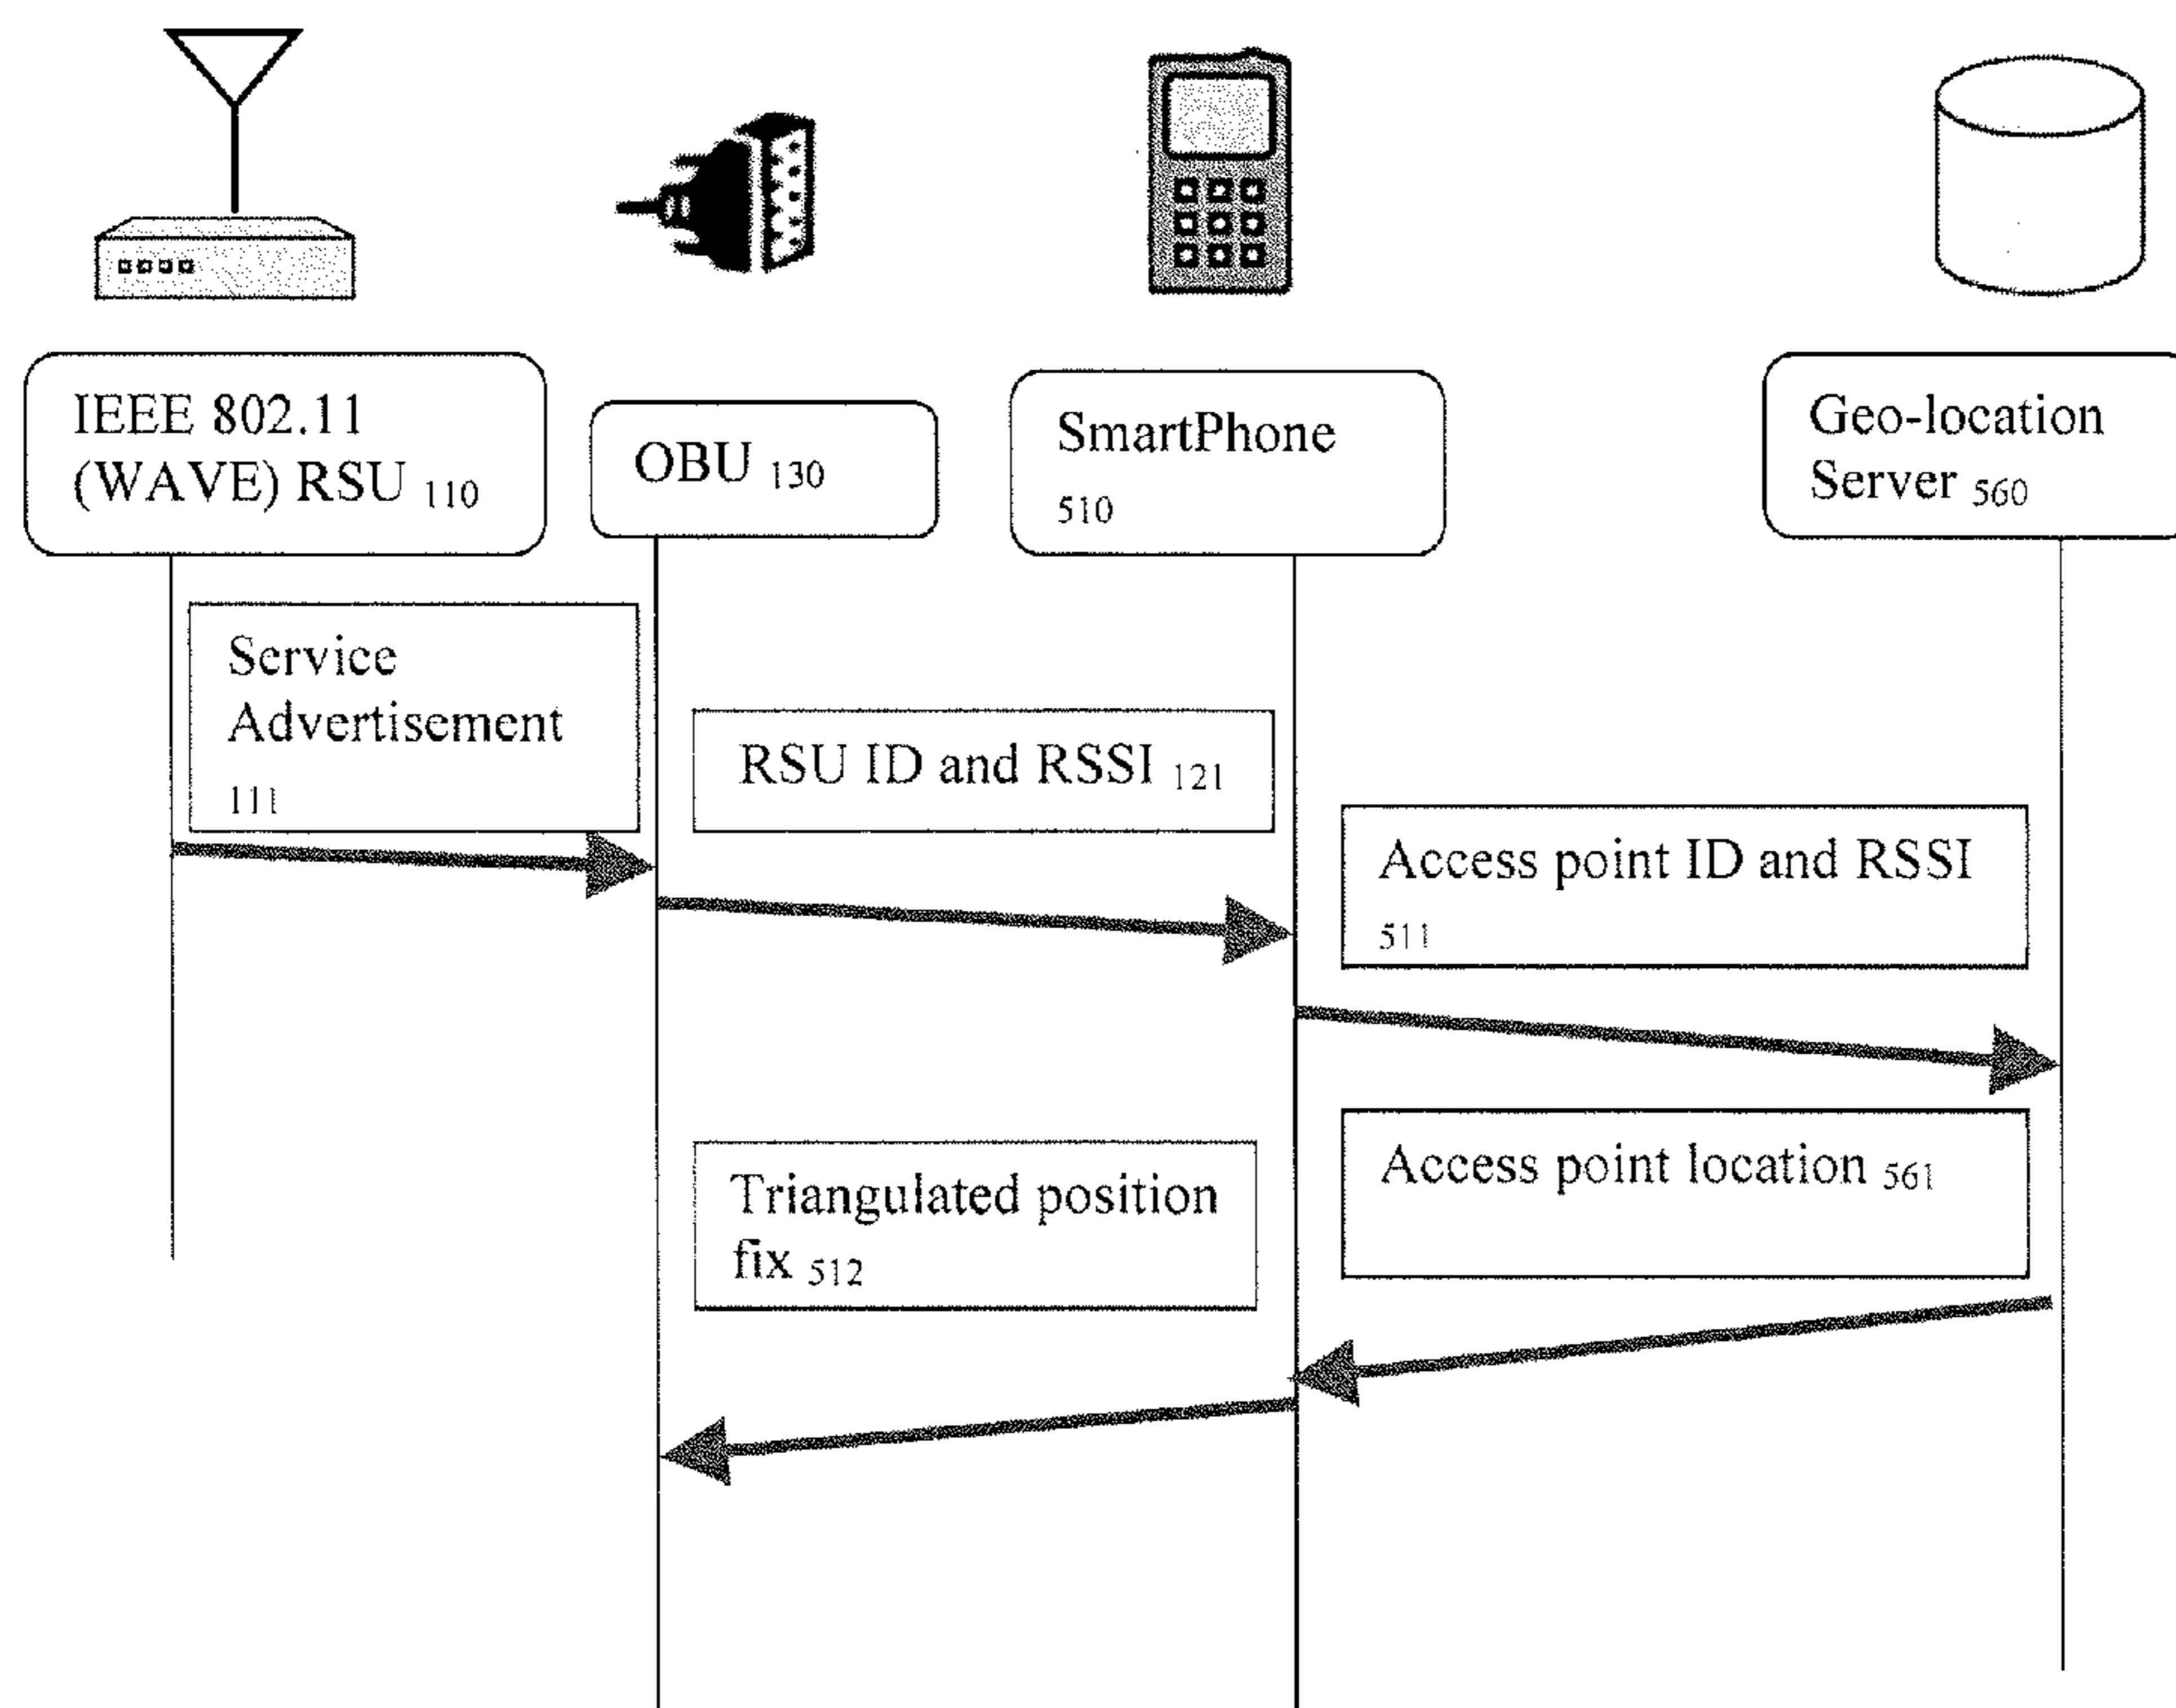 IEEE 802.11
(WAVE) RSU 110
OBU 130
SmartPhone
510
Geo-location
Server 560
Service
Advertisement
111
RSU ID and RSSI 121
Access point ID and RSSI
511
Triangulated position
fix 512
Access point location 561